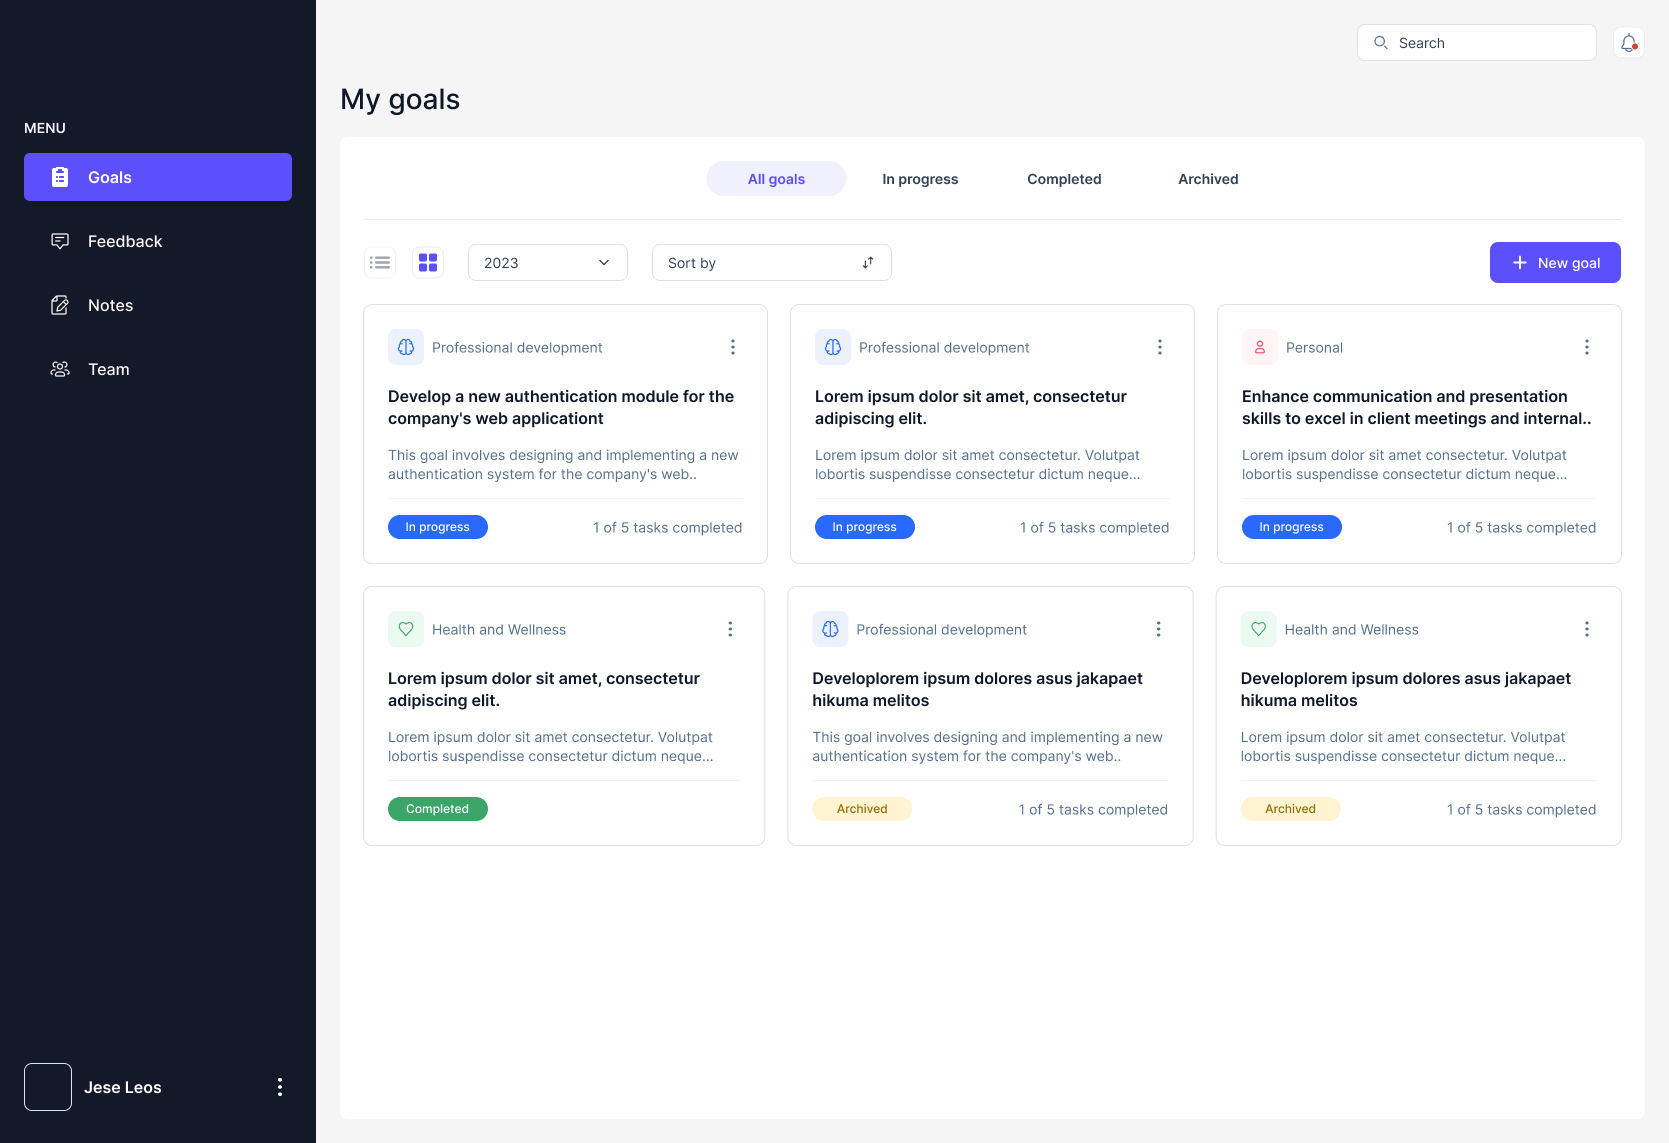 Search
My goals
MENU
Goals
Feedback
Notes
Team
All goals
In progress
Completed
Archived
2023
Sort by
New goal
Professional development
Develop a new authentication module for the
company's web applicationt
This goal involves designing and implementing a new
authentication system for the company's web..
In progress
1 of 5 tasks completed
Professional development
Lorem ipsum dolor sit amet, consectetur
adipiscing elit.
Lorem ipsum dolor sit amet consectetur. Volutpat
lobortis suspendisse consectetur dictum neque...
In progress
1 of 5 tasks completed
Personal
Enhance communication and presentation
skills to excel in client meetings and internal..
Lorem ipsum dolor sit amet consectetur. Volutpat
lobortis suspendisse consectetur dictum neque...
In progress
1 of 5 tasks completed
Health and Wellness
Lorem ipsum dolor sit amet, consectetur
adipiscing elit.
Lorem ipsum dolor sit amet consectetur. Volutpat
lobortis suspendisse consectetur dictum neque...
Completed
Professional development
Developlorem ipsum dolores asus jakapaet
hikuma melitos
This goal involves designing and implementing a new
authentication system for the company's web..
Archived
1 of 5 tasks completed
Health and Wellness
Developlorem ipsum dolores asus jakapaet
hikuma melitos
Lorem ipsum dolor sit amet consectetur. Volutpat
lobortis suspendisse consectetur dictum neque...
Archived
1 of 5 tasks completed
Jese Leos